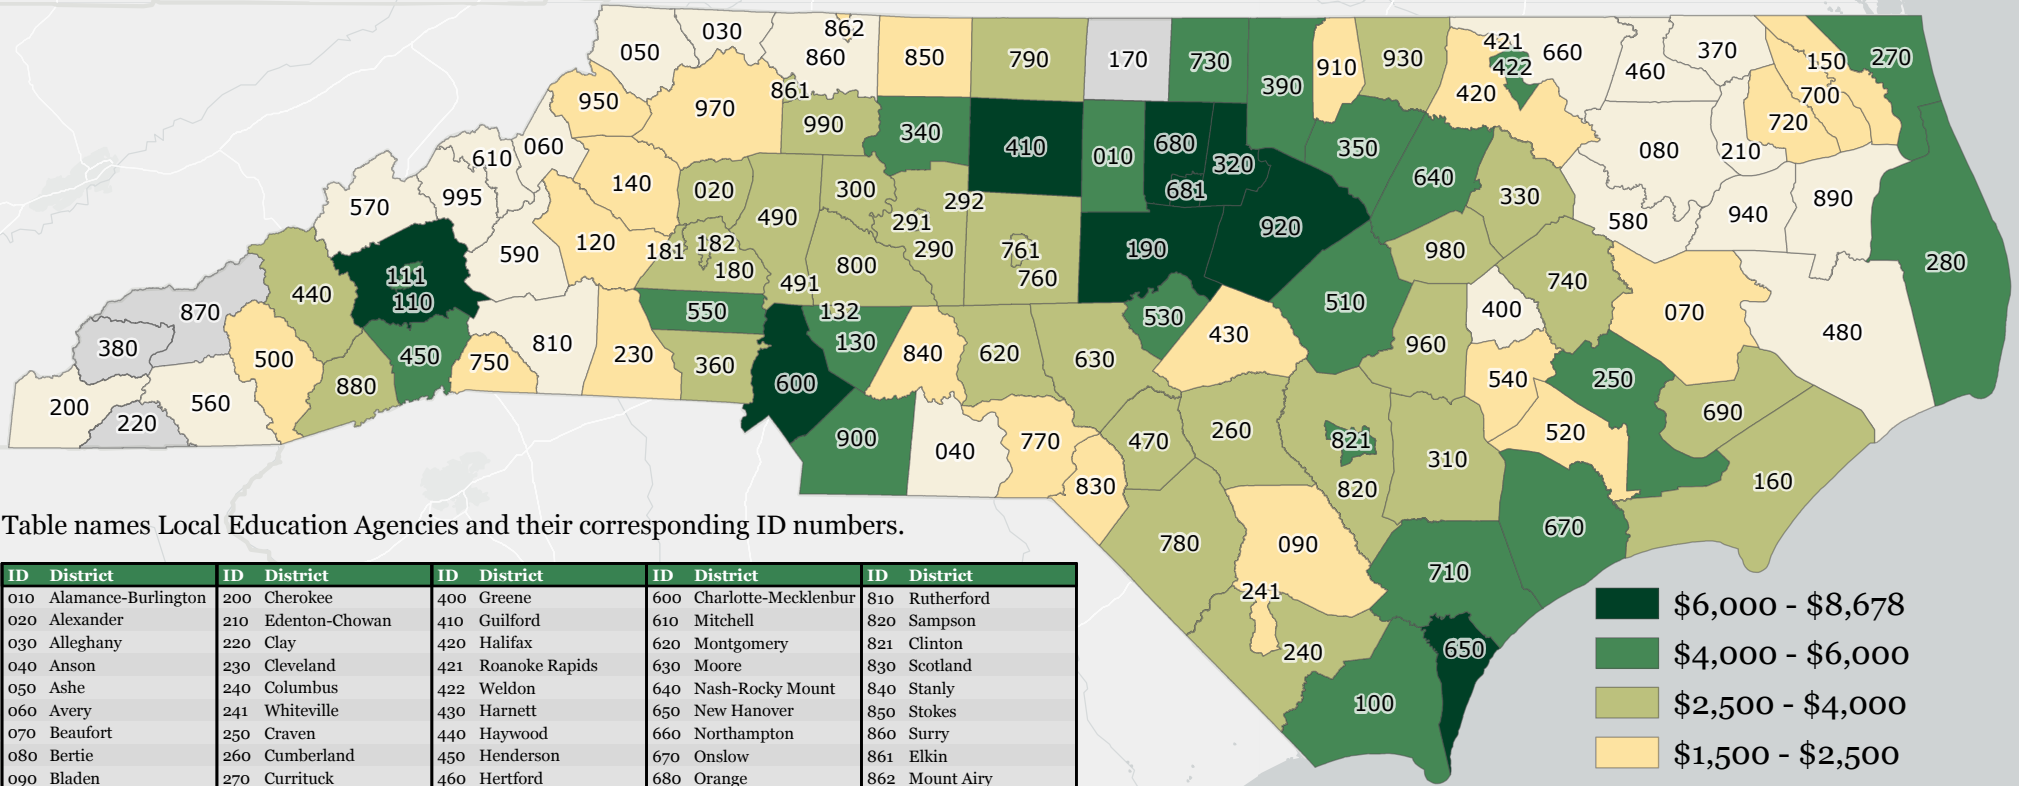 050 030 862 860 850 790 170 730 390 910 930 421 422 420 660 460 370 150 270
950 970 861 990 340 410 010 680 320 350 640 330 080 210 720 700
060 610 995 570 140 020 490 300 292 291 290 681 190 920 980 580 940 890 280
590 120 181 182 180 491 800 761 760 530 510 740 070 480
111 110 440 870 380 500 450 750 810 230 550 360 132 130 600 840 620 630 430 960 400 540 250
200 220 560 880 900 040 770 830 470 260 821 820 310 520 690 160
780 090 241 240 710 670 650 100
Table names Local Education Agencies and their corresponding ID numbers.
ID District ID District ID District ID District ID District
010 Alamance-Burlington 200 Cherokee 400 Greene 600 Charlotte-Mecklenbur 810 Rutherford
020 Alexander 210 Edenton-Chowan 410 Guilford 610 Mitchell 820 Sampson
030 Alleghany 220 Clay 420 Halifax 620 Montgomery 821 Clinton
040 Anson 230 Cleveland 421 Roanoke Rapids 630 Moore 830 Scotland
050 Ashe 240 Columbus 422 Weldon 640 Nash-Rocky Mount 840 Stanly
060 Avery 241 Whiteville 430 Harnett 650 New Hanover 850 Stokes
070 Beaufort 250 Craven 440 Haywood 660 Northampton 860 Surry
080 Bertie 260 Cumberland 450 Henderson 670 Onslow 861 Elkin
090 Bladen 270 Currituck 460 Hertford 680 Orange 862 Mount Airy
$6,000 - $8,678
$4,000 - $6,000
$2,500 - $4,000
$1,500 - $2,500